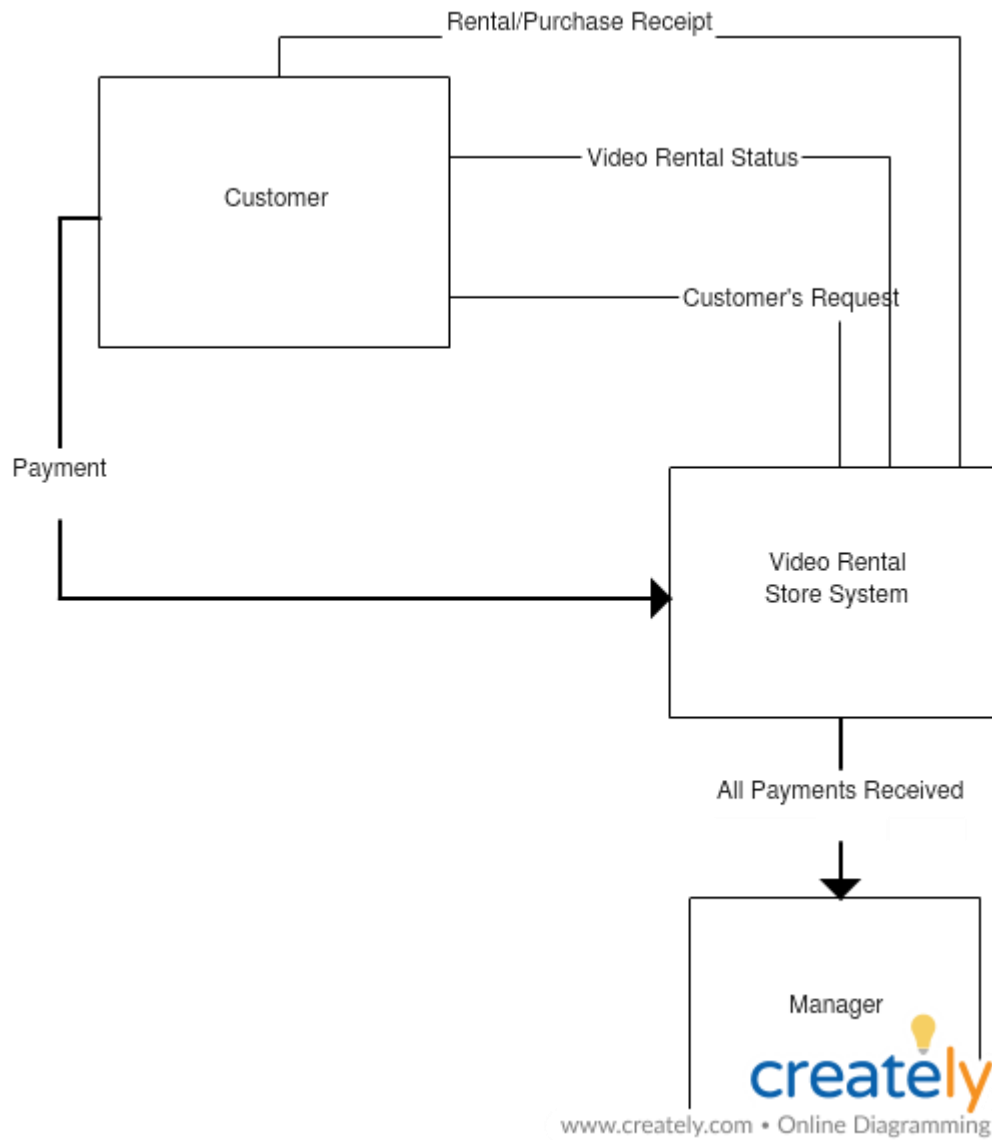 Rental/Purchase Receipt
Video Rental Status
Customer
Customer's Request
Payment
Video Rental
Store System
All Payments Received
Manager
creately
www.creately.com • Online Diagramming